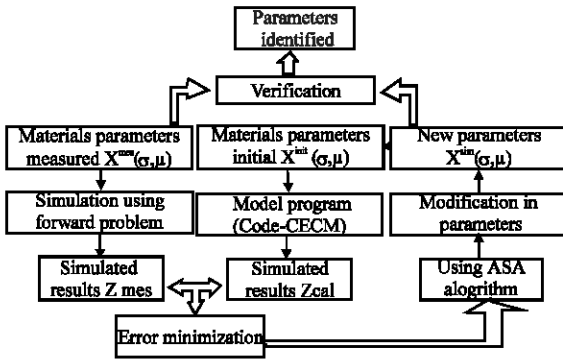 Parameters
identified
Verification
Materials parameters
measured X^mea(σ,μ)
Materials parameters
initial X^init (σ,μ)
New parameters
X^sim(σ,μ)
Simulation using
forward problem
Model program
(Code-CECM)
Modification in
parameters
Simulated
results Z mes
Simulated
results Zcal
Using ASA
alogrithm
Error minimization